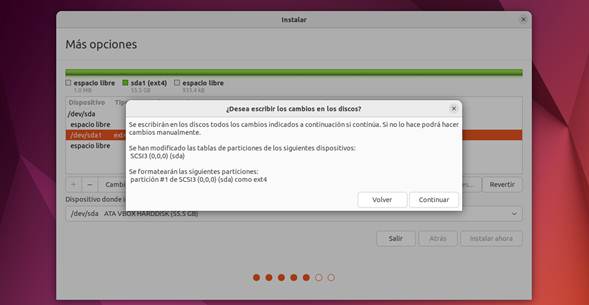 Instalar
Más opciones
espacio libre sda1 (ext4) espacio libre
1.0 MB 55.5 GB 931.4 kB
Dispositivo
¿Desea escribir los cambios en los discos?
/dev/sda
Se escribirán en los discos todos los cambios indicados a continuación si continúa. Si no lo hace podrá hacer
espacio libre
cambios manualmente.
/dev/sda1
espacio libre
Se han modificado las tablas de particiones de los siguientes dispositivos:
SCSI3 (0,0,0) (sda)
Se formatearán las siguientes particiones:
partición #1 de SCSI3 (0,0,0) (sda) como ext4
+ − Revertir
Volver Continuar
Dispositivo donde
/dev/sda ATA VBOX HARDDISK (55.5 GB)
Salir Atrás Instalar ahora